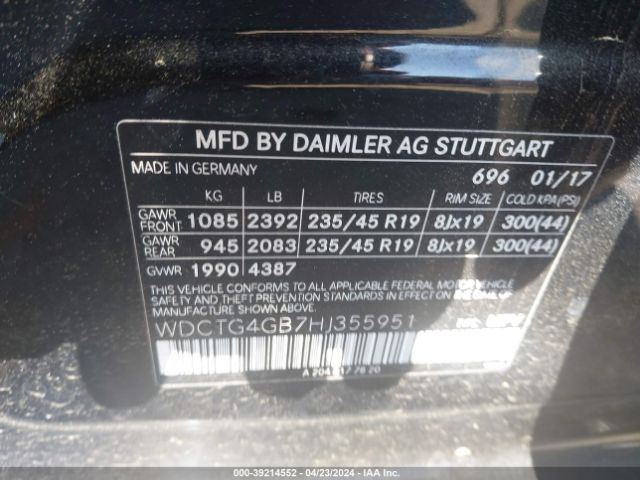 MFD BY DAIMLER AG STUTTGART
MADE IN GERMANY 696 01/17
KG LB TIRES RIM SIZE COLD KPA(PSI)
GAWR FRONT 1085 2392 235/45 R19 8Jx19 300(44)
GAWR REAR 945 2083 235/45 R19 8Jx19 300(44)
GVWR 1990 4387
THIS VEHICLE CONFORMS TO ALL APPLICABLE FEDERAL MOTOR VEHICLE
SAFETY, BUMPER, AND THEFT PREVENTION STANDARDS IN EFFECT
ON THE DATE OF MANUFACTURE SHOWN ABOVE.
WDCTG4GB7HJ355951
000-39214552 - 04/23/2024 - IAA Inc.